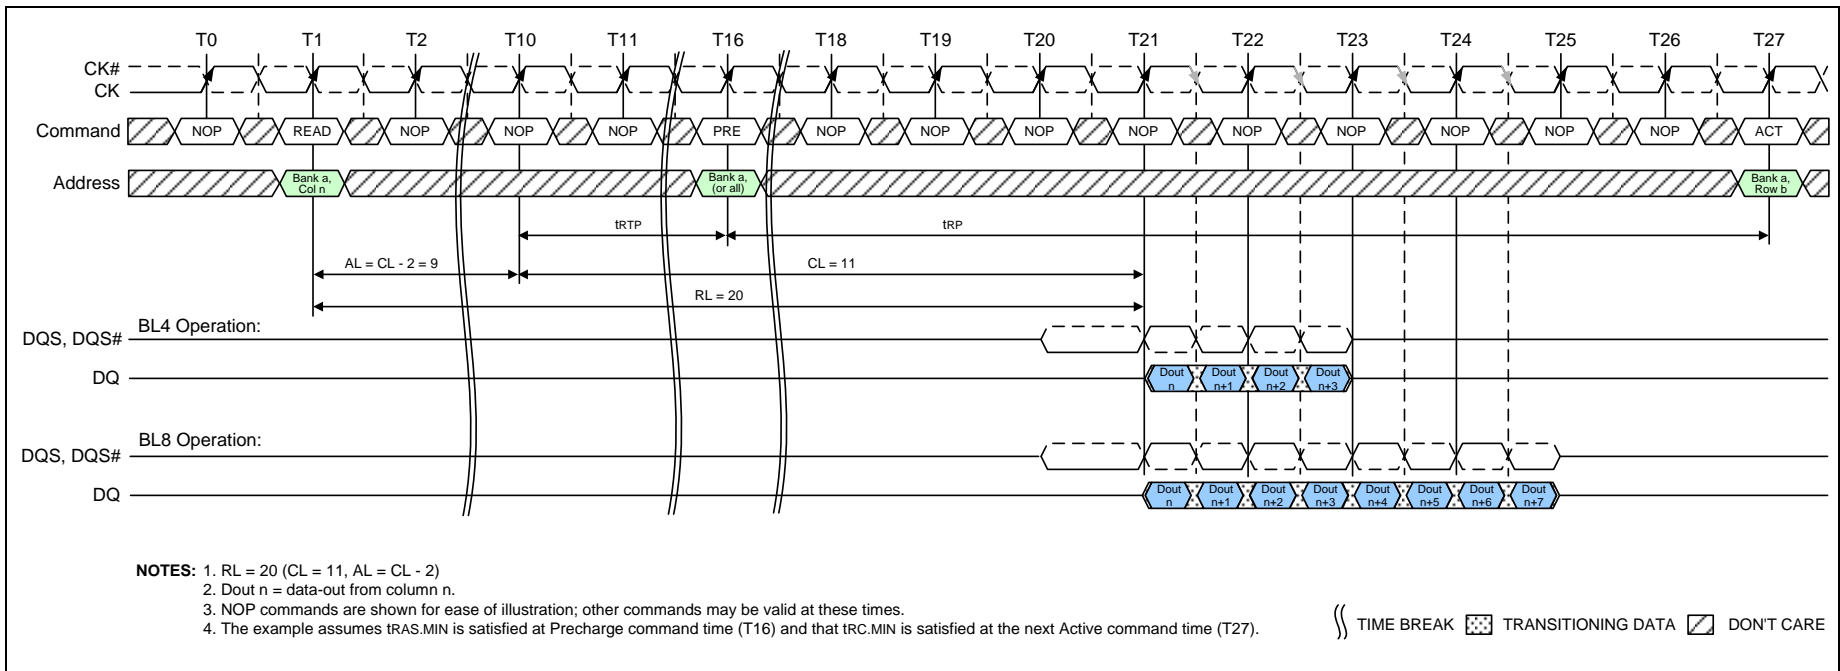 T0 T1 T2 T10 T11 T16 T18 T19 T20 T21 T22 T23 T24 T25 T26 T27
CK#
CK
Command NOP READ NOP NOP NOP PRE NOP NOP NOP NOP NOP NOP NOP NOP NOP ACT
Address Bank a, Col n Bank a, (or all) Bank a, Row b
tRTP tRP
AL = CL - 2 = 9 CL = 11
RL = 20
BL4 Operation:
DQS, DQS#
DQ Dout n Dout n+1 Dout n+2 Dout n+3
BL8 Operation:
DQS, DQS#
DQ Dout n Dout n+1 Dout n+2 Dout n+3 Dout n+4 Dout n+5 Dout n+6 Dout n+7
NOTES: 1. RL = 20 (CL = 11, AL = CL - 2)
2. Dout n = data-out from column n.
3. NOP commands are shown for ease of illustration; other commands may be valid at these times.
4. The example assumes tRAS.MIN is satisfied at Precharge command time (T16) and that tRC.MIN is satisfied at the next Active command time (T27).
TIME BREAK TRANSITIONING DATA DON'T CARE